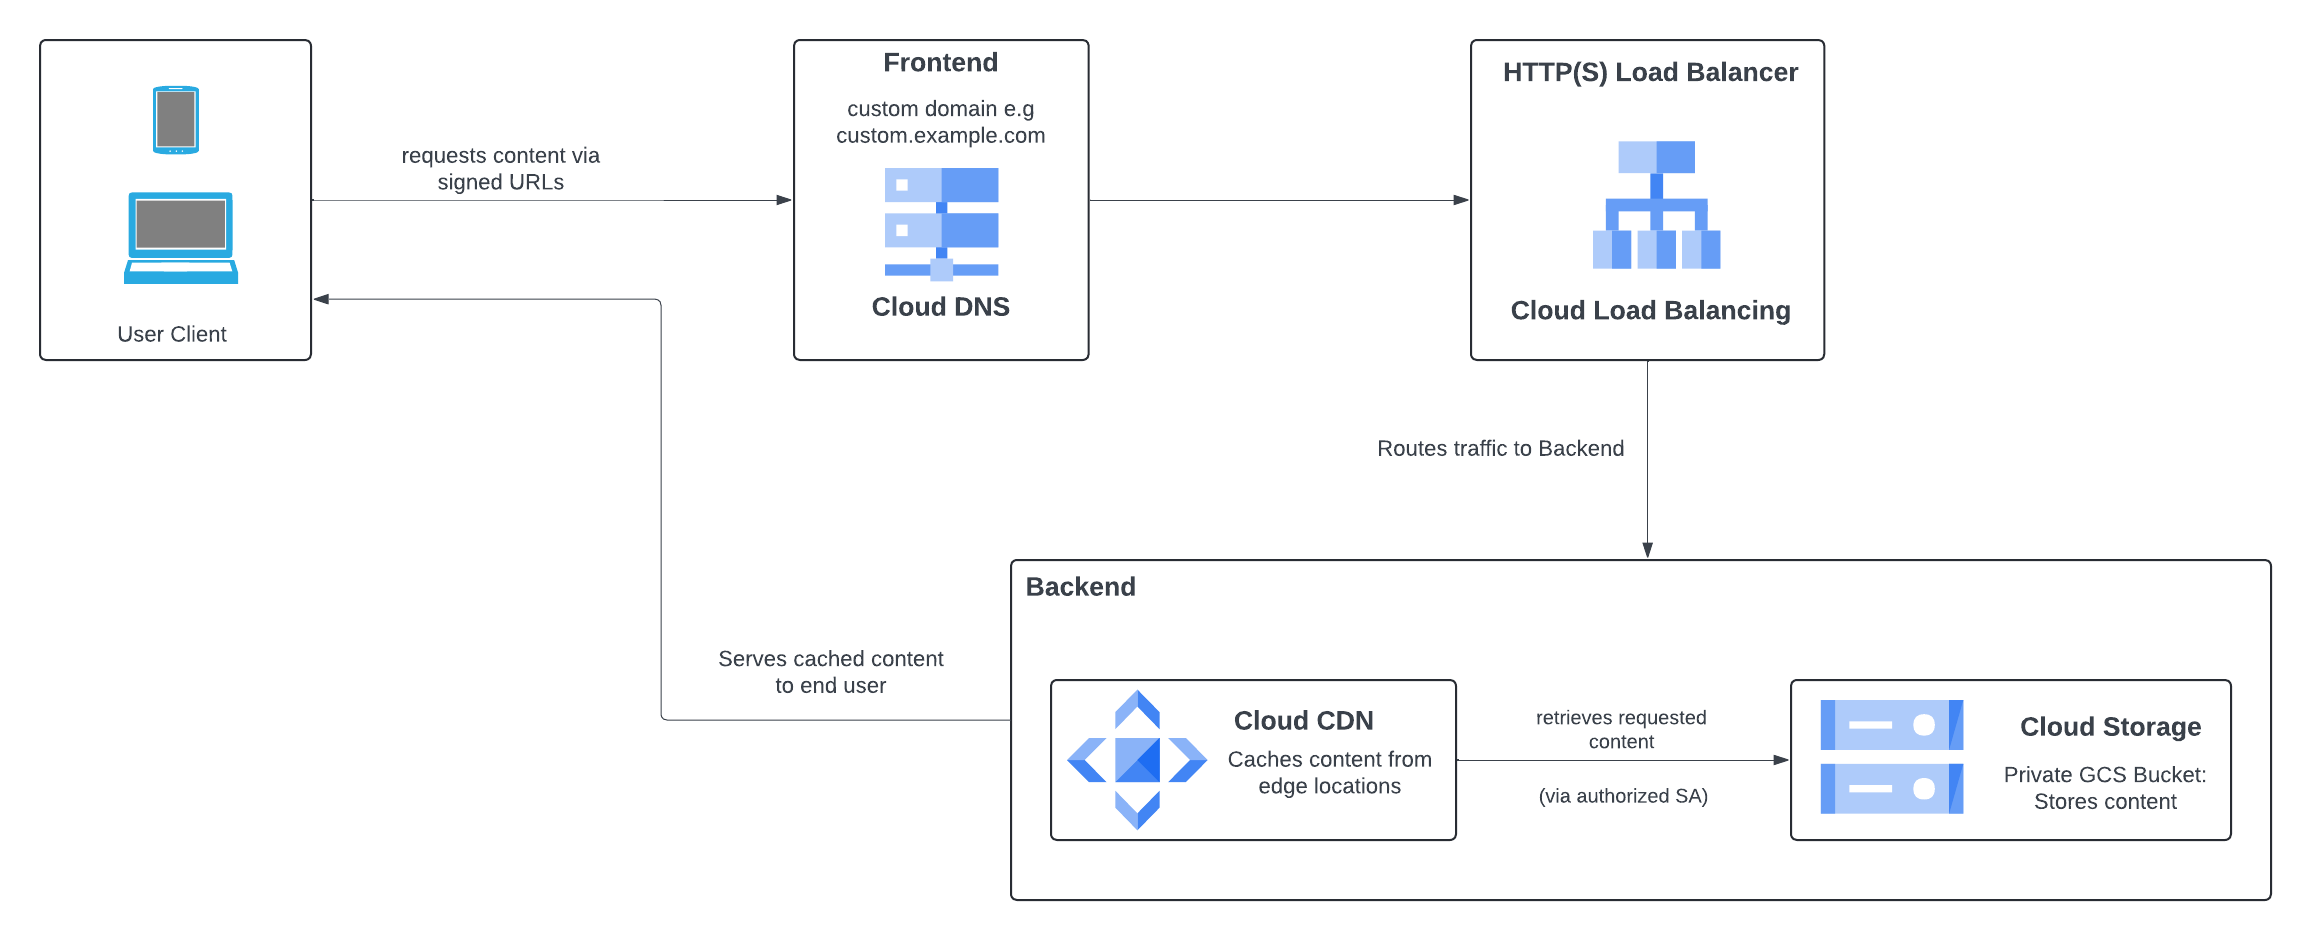 User Client
requests content via
signed URLs
Frontend
custom domain e.g
custom.example.com
Cloud DNS
HTTP(S) Load Balancer
Cloud Load Balancing
Routes traffic to Backend
Serves cached content
to end user
Backend
Cloud CDN
Caches content from
edge locations
retrieves requested
content
(via authorized SA)
Cloud Storage
Private GCS Bucket:
Stores content